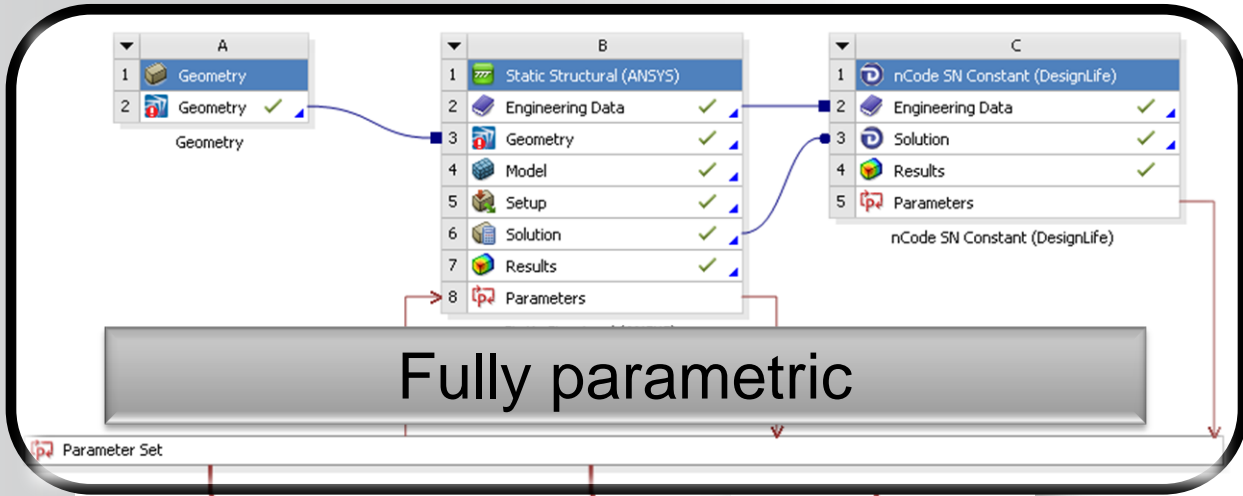 A
1 Geometry
2 Geometry
Geometry
B
1 Static Structural (ANSYS)
2 Engineering Data
3 Geometry
4 Model
5 Setup
6 Solution
7 Results
8 Parameters
C
1 nCode SN Constant (DesignLife)
2 Engineering Data
3 Solution
4 Results
5 Parameters
nCode SN Constant (DesignLife)
Fully parametric
Parameter Set